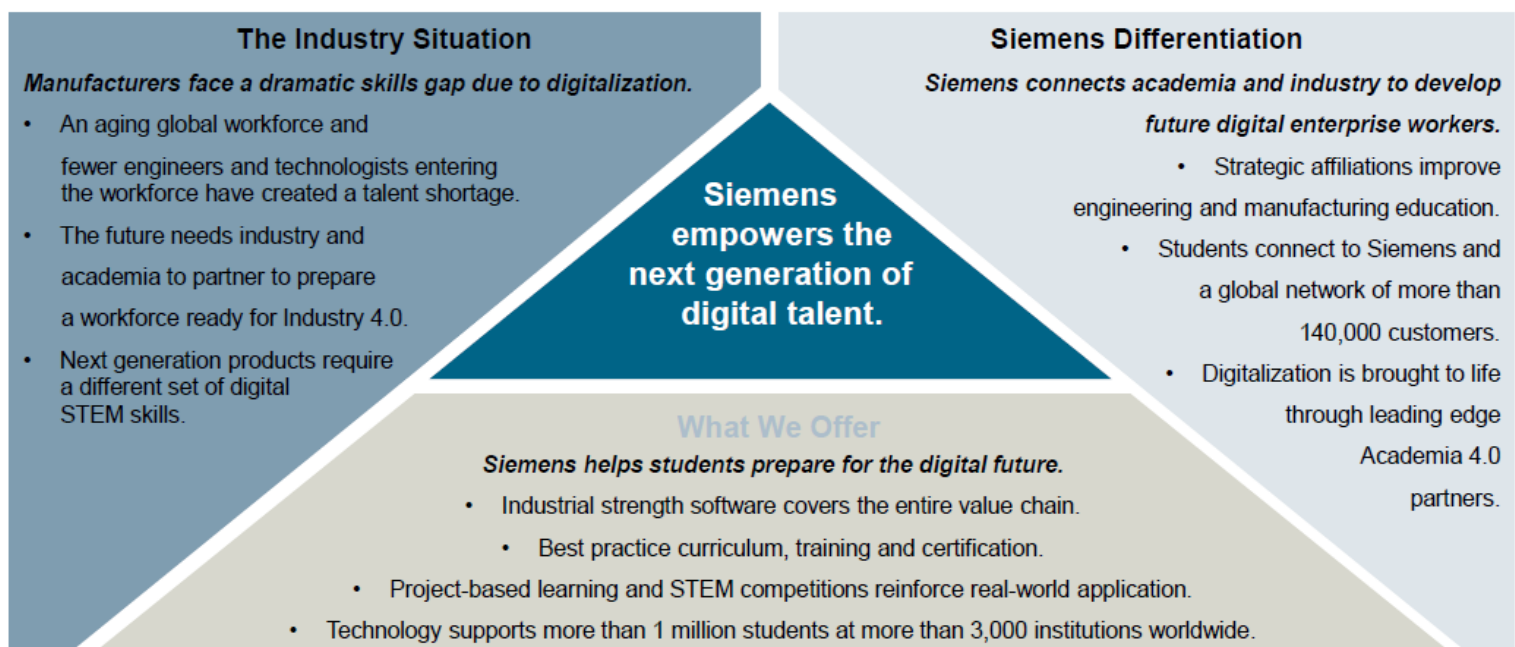 The Industry Situation
Manufacturers face a dramatic skills gap due to digitalization.
• An aging global workforce and
fewer engineers and technologists entering
the workforce have created a talent shortage.
• The future needs industry and
academia to partner to prepare
a workforce ready for Industry 4.0.
• Next generation products require
a different set of digital
STEM skills.
Siemens
empowers the
next generation of
digital talent.
Siemens Differentiation
Siemens connects academia and industry to develop
future digital enterprise workers.
• Strategic affiliations improve
engineering and manufacturing education.
• Students connect to Siemens and
a global network of more than
140,000 customers.
• Digitalization is brought to life
through leading edge
Academia 4.0
partners.
What We Offer
Siemens helps students prepare for the digital future.
• Industrial strength software covers the entire value chain.
• Best practice curriculum, training and certification.
• Project-based learning and STEM competitions reinforce real-world application.
• Technology supports more than 1 million students at more than 3,000 institutions worldwide.